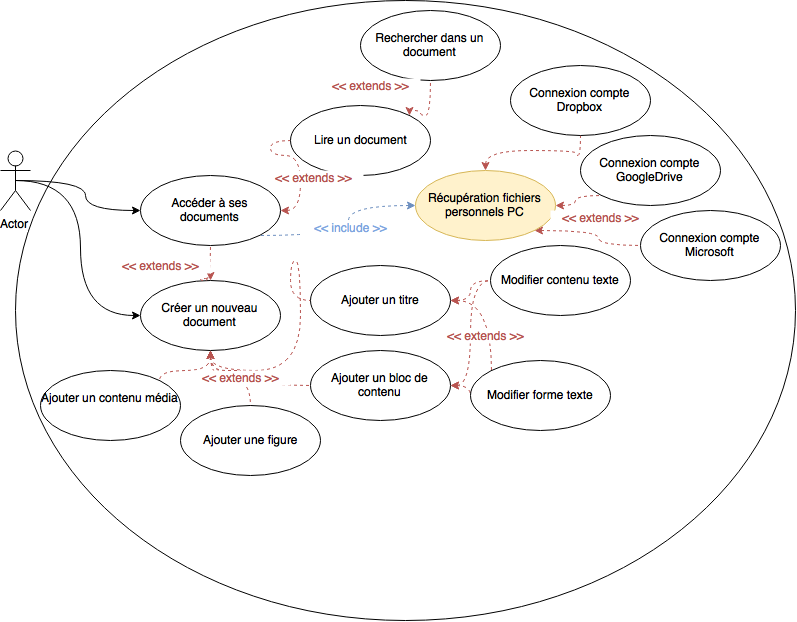 Rechercher dans un
document
<< extends >>
Connexion compte
Dropbox
Lire un document
Connexion compte
GoogleDrive
<< extends >>
Accéder à ses
documents
Récupération fichiers
personnels PC
<< extends >>
Actor
<< include >>
Connexion compte
Microsoft
<< extends >>
Créer un nouveau
document
Ajouter un titre
Modifier contenu texte
<< extends >>
<< extends >>
Ajouter un bloc de
contenu
Ajouter un contenu média
Modifier forme texte
Ajouter une figure